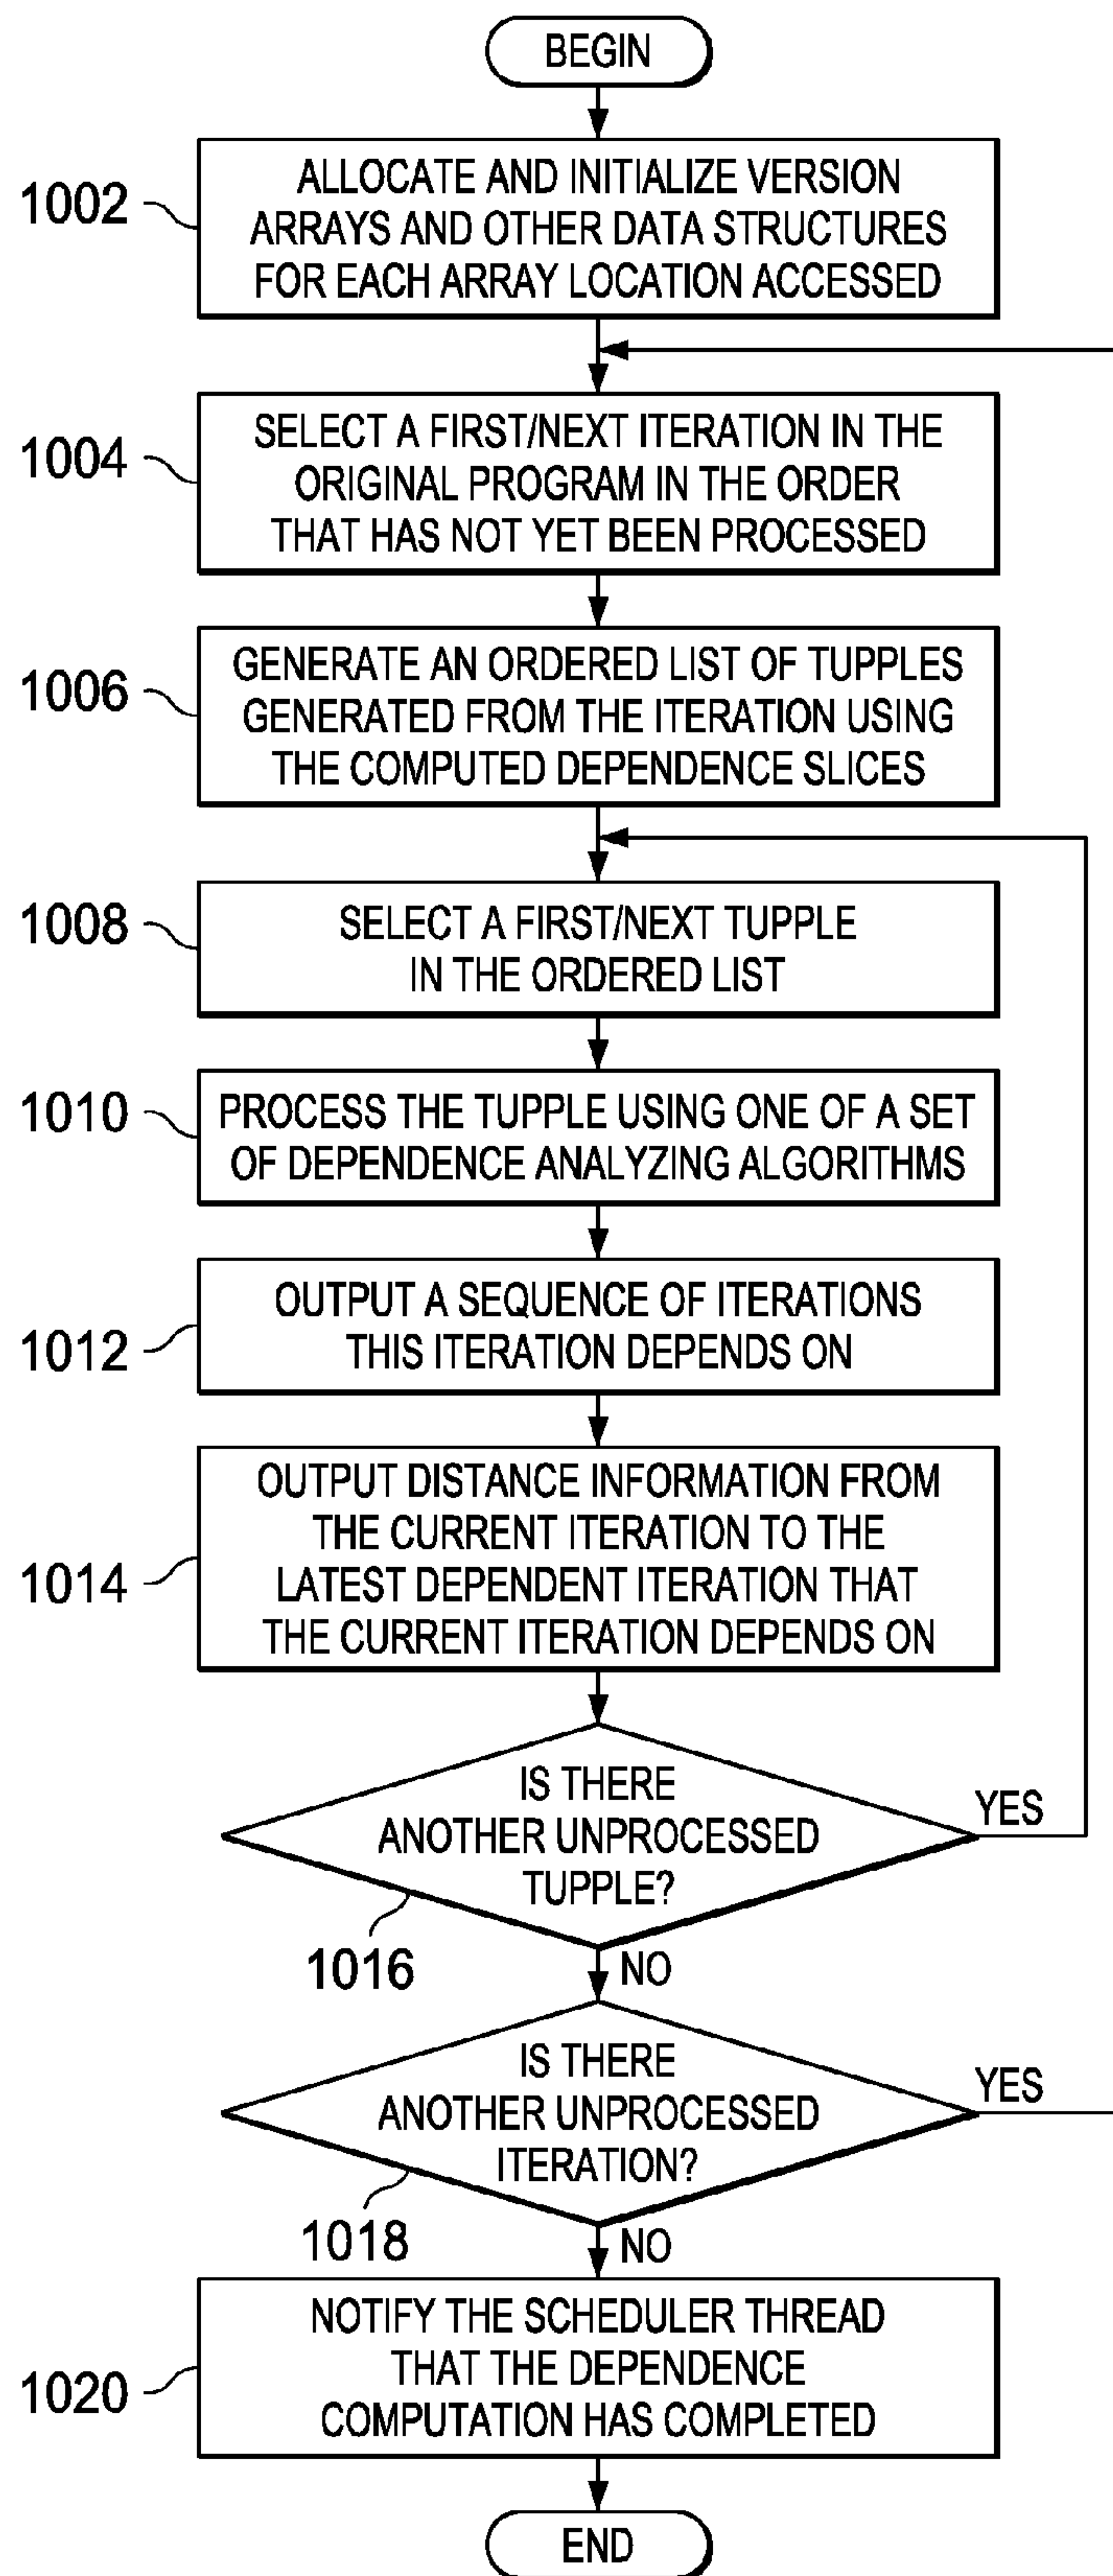 BEGIN
1002
ALLOCATE AND INITIALIZE VERSION
ARRAYS AND OTHER DATA STRUCTURES
FOR EACH ARRAY LOCATION ACCESSED
1004
SELECT A FIRST/NEXT ITERATION IN THE
ORIGINAL PROGRAM IN THE ORDER
THAT HAS NOT YET BEEN PROCESSED
1006
GENERATE AN ORDERED LIST OF TUPPLES
GENERATED FROM THE ITERATION USING
THE COMPUTED DEPENDENCE SLICES
1008
SELECT A FIRST/NEXT TUPPLE
IN THE ORDERED LIST
1010
PROCESS THE TUPPLE USING ONE OF A SET
OF DEPENDENCE ANALYZING ALGORITHMS
1012
OUTPUT A SEQUENCE OF ITERATIONS
THIS ITERATION DEPENDS ON
1014
OUTPUT DISTANCE INFORMATION FROM
THE CURRENT ITERATION TO THE
LATEST DEPENDENT ITERATION THAT
THE CURRENT ITERATION DEPENDS ON
IS THERE
ANOTHER UNPROCESSED
TUPPLE?
YES
1016
NO
IS THERE
ANOTHER UNPROCESSED
ITERATION?
YES
1018
NO
1020
NOTIFY THE SCHEDULER THREAD
THAT THE DEPENDENCE
COMPUTATION HAS COMPLETED
END